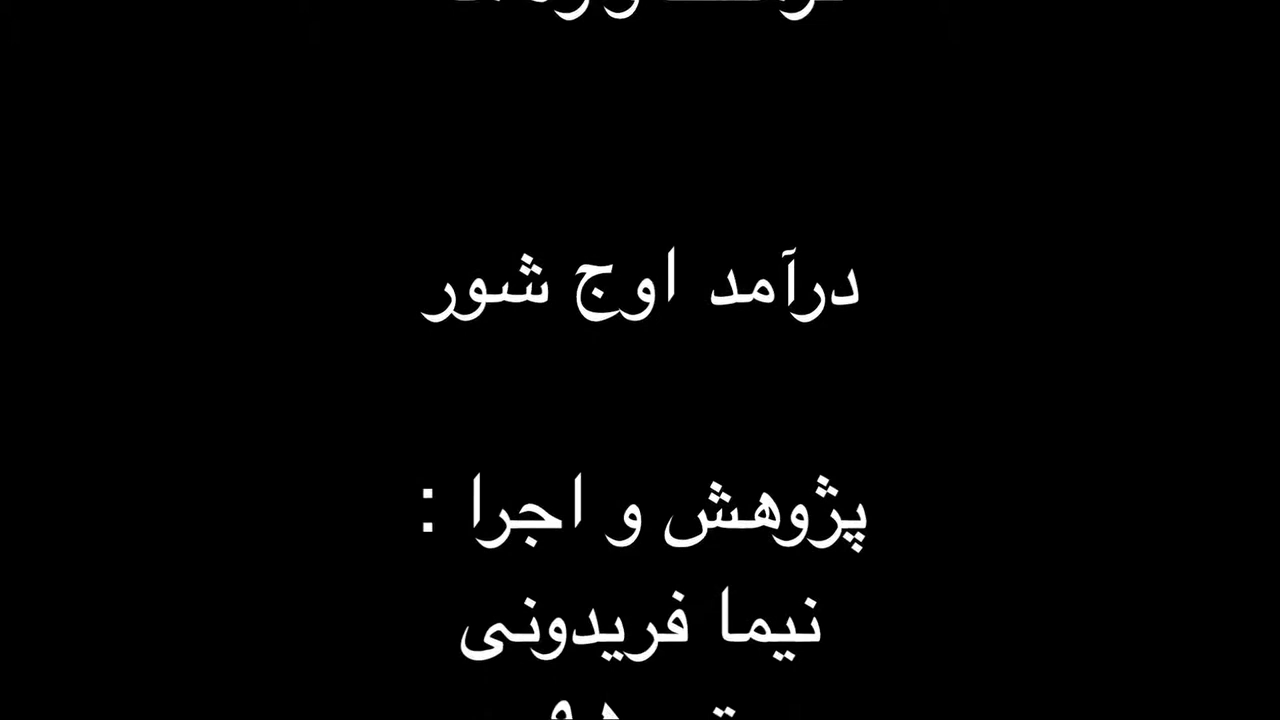 درآمد اوج شور
پژوهش و اجرا :
نیما فریدونی